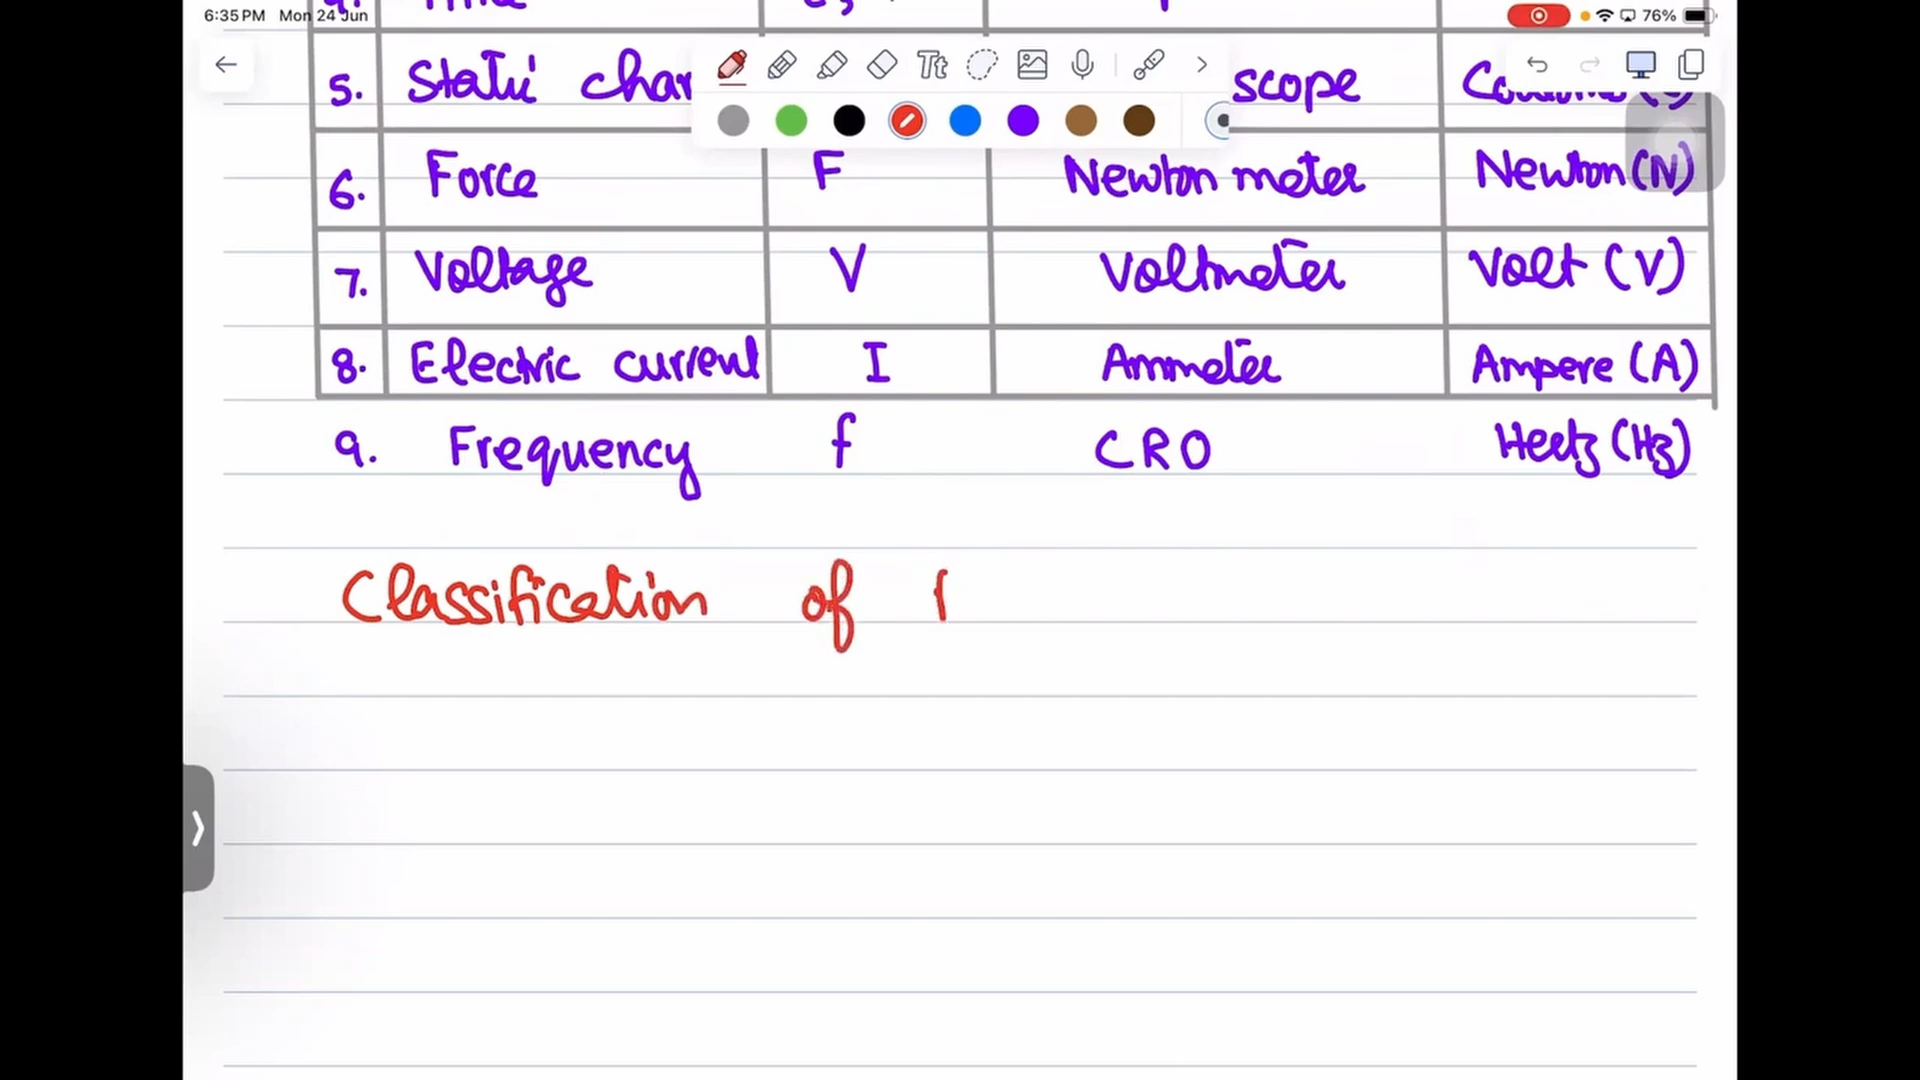 6:35 PM Mon 24 Jun 76%
Tt
5. Static scope
6. Force F Newton meter Newton (N)
7. Voltage V Voltmeter Volt (V)
8. Electric current I Ammeter Ampere (A)
9. Frequency f CRO Hertz (Hz)
Classification of